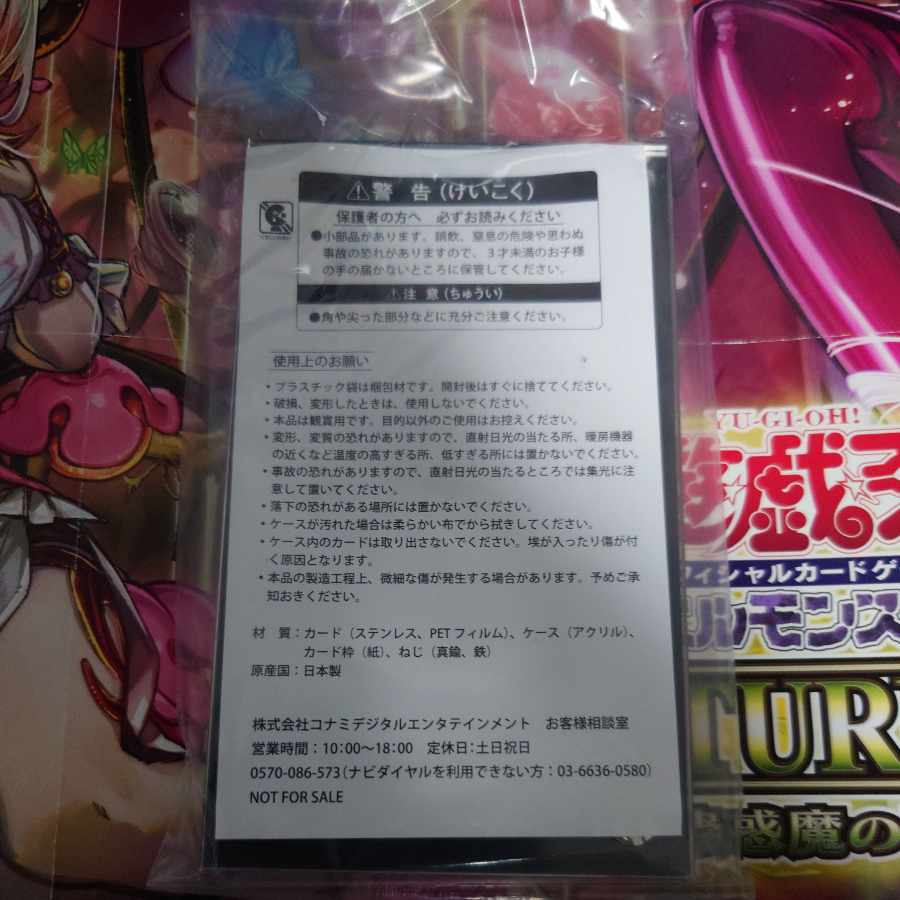 ⚠警 告(けいこく)
保護者の方へ 必ずお読みください
●小部品があります。誤飲、窒息の危険や思わぬ
事故の恐れがありますので、3才未満のお子様
の手の届かないところに保管してください。
⚠注 意(ちゅうい)
●角や尖った部分などに充分ご注意ください。
使用上のお願い
・プラスチック袋は梱包材です。開封後はすぐに捨ててください。
・破損、変形したときは、使用しないでください。
・本品は観賞用です。目的以外のご使用はお控えください。
・変形、変質の恐れがありますので、直射日光の当たる所、暖房機器
の近くなど温度の高すぎる所、低すぎる所には置かないでください。
・事故の恐れがありますので、直射日光の当たるところでは集光に注
意して置いてください。
・落下の恐れがある場所には置かないでください。
・ケースが汚れた場合は柔らかい布でから拭きしてください。
・ケース内のカードは取り出さないでください。埃が入ったり傷が付
く原因となります。
・本品の製造工程上、微細な傷が発生する場合があります。予めご承
知おきください。
材 質：カード（ステンレス、PETフィルム）、ケース（アクリル）、
カード枠（紙）、ねじ（真鍮、鉄）
原産国：日本製
株式会社コナミデジタルエンタテインメント お客様相談室
営業時間：10:00～18:00 定休日：土日祝日
0570-086-573（ナビダイヤルを利用できない方：03-6636-0580）
NOT FOR SALE
YU-GI-OH!
遊戯王
フィシャルカードゲ
ルモンス
TUR
惑魔の